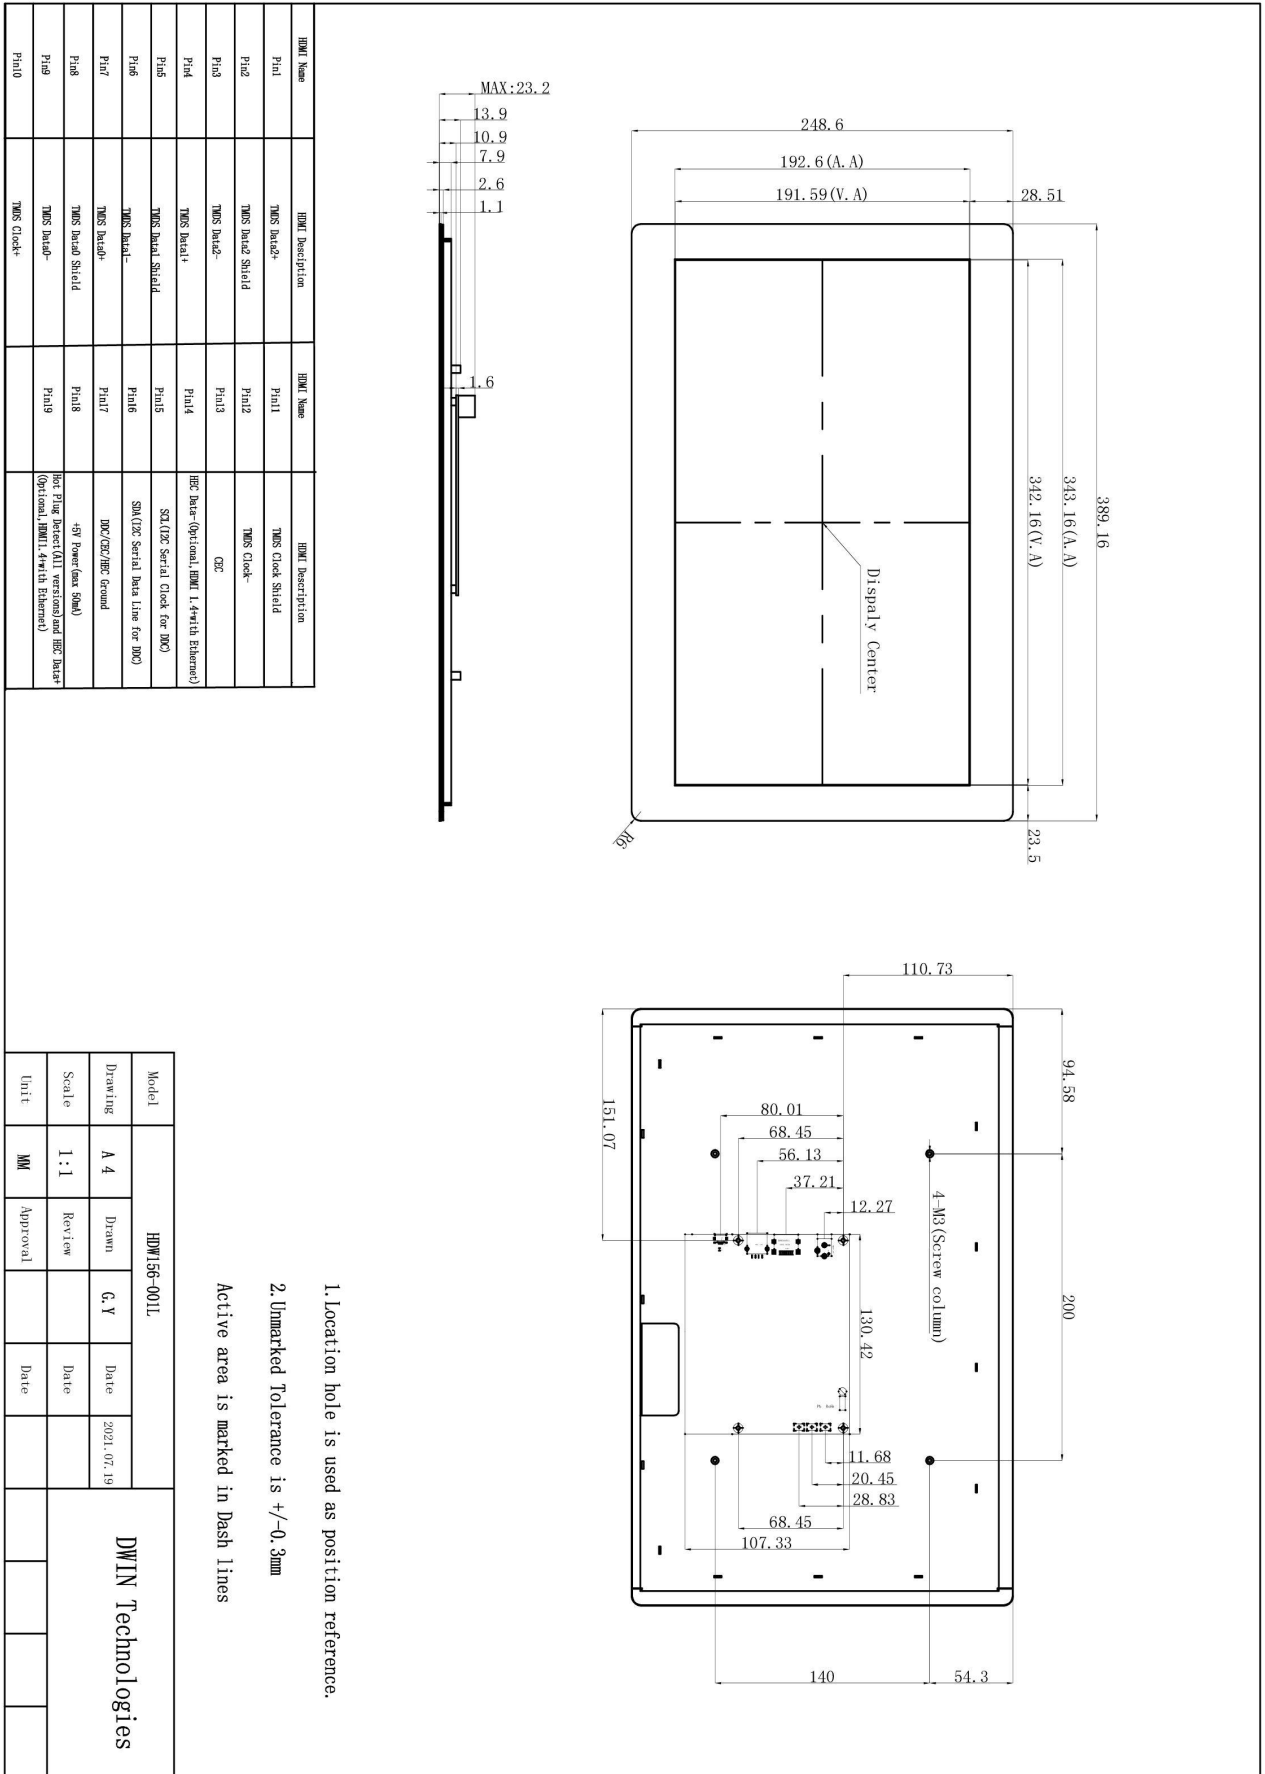 389.16
343.16(A.A)
342.16(V.A)
23.5
28.51
248.6
192.6(A.A)
191.59(V.A)
Dispaly Center
R6
MAX:23.2
13.9
10.9
7.9
2.6
1.1
1.6
94.58
200
110.73
4-M3(Screw column)
12.27
37.21
56.13
68.45
80.01
151.07
130.42
11.68
20.45
28.83
68.45
107.33
140
54.3
HDMI Name HDMI Desciption HDMI Name HDMI Description
Pin1 TMDS Data2+ Pin11 TMDS Clock Shield
Pin2 TMDS Data2 Shield Pin12 TMDS Clock-
Pin3 TMDS Data2- Pin13 CEC
Pin4 TMDS Data1+ Pin14 HEC Data-(Optional,HDMI 1.4+with Ethernet)
Pin5 TMDS Data1 Shield Pin15 SCL(I2C Serial Clock for DDC)
Pin6 TMDS Data1- Pin16 SDA(I2C Serial Data Line for DDC)
Pin7 TMDS Data0+ Pin17 DDC/CEC/HEC Ground
Pin8 TMDS Data0 Shield Pin18 +5V Power(max 50mA)
Pin9 TMDS Data0- Pin19 Hot Plug Detect(All versions)and HEC Data+
(Optional,HDMI1.4+with Ethernet)
Pin10 TMDS Clock+
1.Location hole is used as position reference.
2.Unmarked Tolerance is +/-0.3mm
Active area is marked in Dash lines
Model HDW156-001L
Drawing A 4 Drawn G.Y Date 2021.07.19
Scale 1:1 Review Date
Unit MM Approval Date
DWIN Technologies